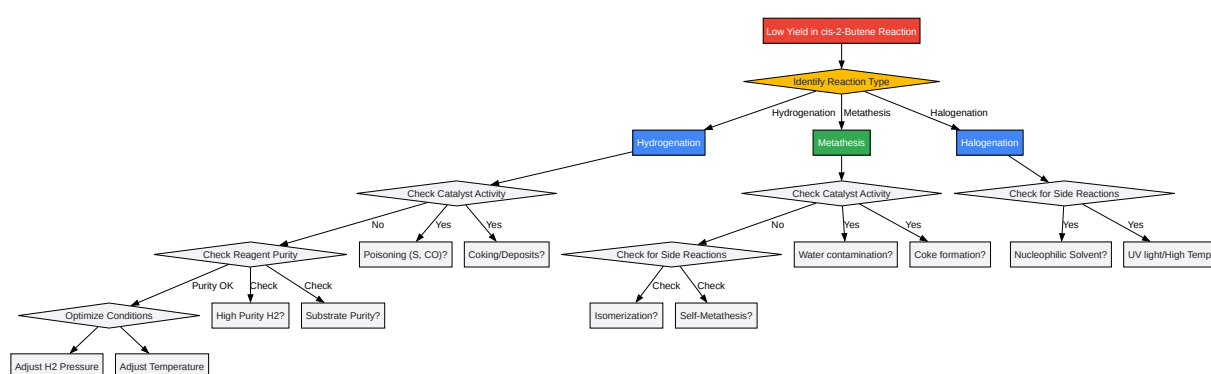 Low Yield in cis-2-Butene Reaction
Identify Reaction Type
Hydrogenation
Metathesis
Halogenation
Hydrogenation
Metathesis
Halogenation
Check Catalyst Activity
Check Catalyst Activity
Check for Side Reactions
No
Yes
Yes
No
Yes
Yes
Yes
Yes
Check Reagent Purity
Poisoning (S, CO)?
Coking/Deposits?
Check for Side Reactions
Water contamination?
Coke formation?
Nucleophilic Solvent?
UV light/High Temp
Purity OK
Check
Check
Check
Check
Optimize Conditions
High Purity H2?
Substrate Purity?
Isomerization?
Self-Metathesis?
Adjust H2 Pressure
Adjust Temperature